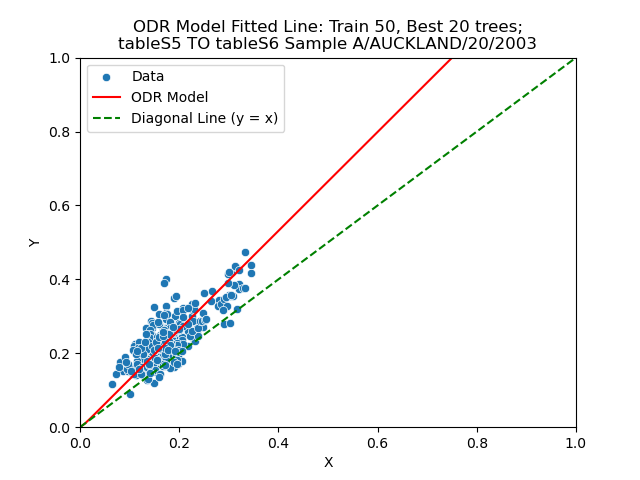 ODR Model Fitted Line: Train 50, Best 20 trees;
tableS5 TO tableS6 Sample A/AUCKLAND/20/2003
Data
ODR Model
Diagonal Line (y = x)
1.0
0.8
0.6
0.4
0.2
0.0
Y
0.0 0.2 0.4 0.6 0.8 1.0
X